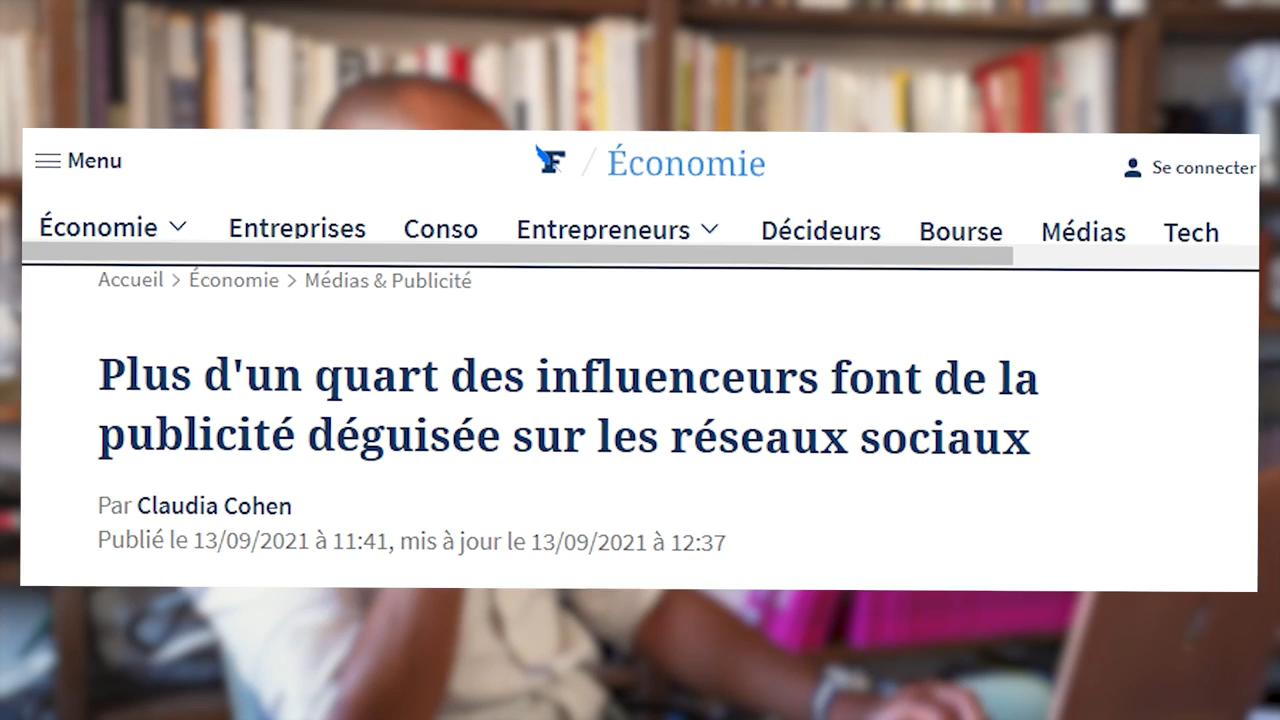 Menu
F / Économie
Se connecter
Économie Entreprises Conso Entrepreneurs Décideurs Bourse Médias Tech
Accueil > Économie > Médias & Publicité
Plus d'un quart des influenceurs font de la
publicité déguisée sur les réseaux sociaux
Par Claudia Cohen
Publié le 13/09/2021 à 11:41, mis à jour le 13/09/2021 à 12:37